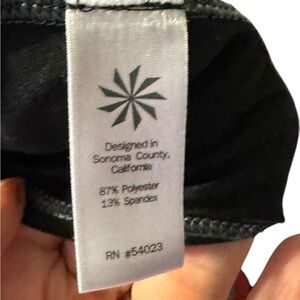 Designed in
Sonoma County,
California
87% Polyester
13% Spandex
RN #54023